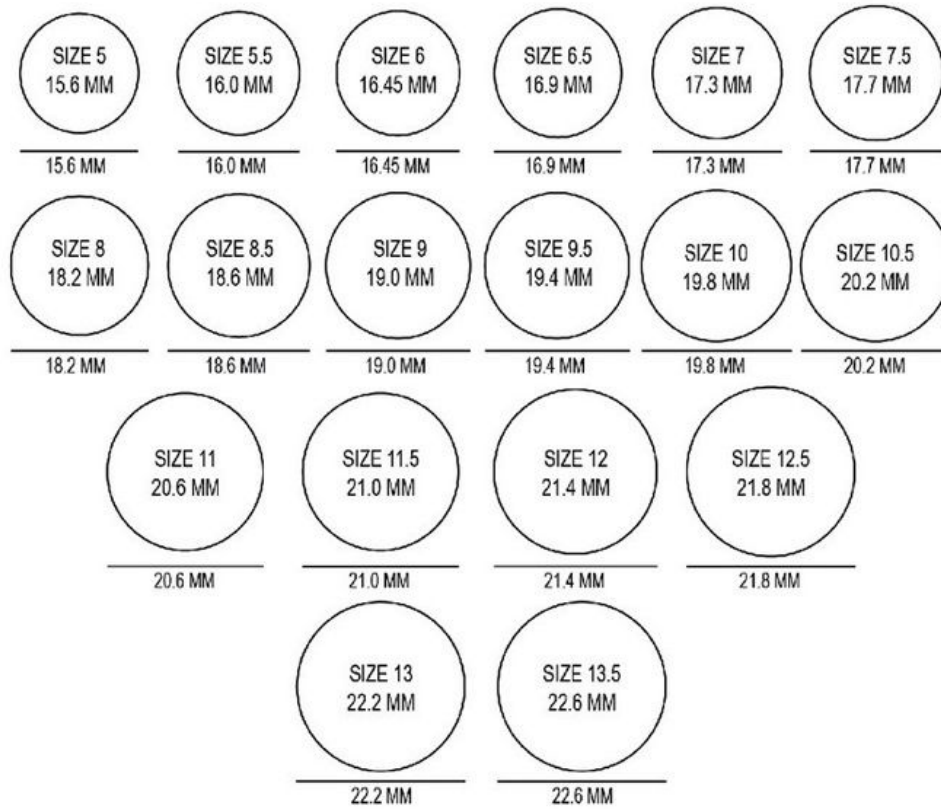 SIZE 5
15.6 MM
15.6 MM
SIZE 5.5
16.0 MM
16.0 MM
SIZE 6
16.45 MM
16.45 MM
SIZE 6.5
16.9 MM
16.9 MM
SIZE 7
17.3 MM
17.3 MM
SIZE 7.5
17.7 MM
17.7 MM
SIZE 8
18.2 MM
18.2 MM
SIZE 8.5
18.6 MM
18.6 MM
SIZE 9
19.0 MM
19.0 MM
SIZE 9.5
19.4 MM
19.4 MM
SIZE 10
19.8 MM
19.8 MM
SIZE 10.5
20.2 MM
20.2 MM
SIZE 11
20.6 MM
20.6 MM
SIZE 11.5
21.0 MM
21.0 MM
SIZE 12
21.4 MM
21.4 MM
SIZE 12.5
21.8 MM
21.8 MM
SIZE 13
22.2 MM
22.2 MM
SIZE 13.5
22.6 MM
22.6 MM